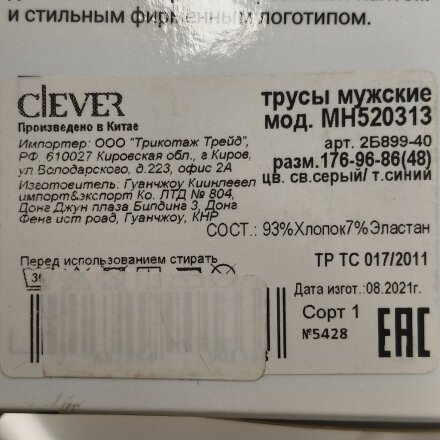 и стильным фирменным логотипом.
ClEVER
Произведено в Китае
Импортер: ООО "Трикотаж Трейд",
РФ, 610027 Кировская обл., г Киров,
ул Володарского, д.223, офис 2А
Изготовитель: Гуанчжоу Киинлевел
импорт&экспорт Ко. ЛТД № 804,
Донг Джун плаза Билдинз 3, Донг
Фенг ист роад, Гуанчжоу, КНР
трусы мужские
мод. MH520313
арт. 2Б899-40
разм.176-96-86(48)
цв. св.серый/ т.синий
СОСТ.: 93%Хлопок7%Эластан
Перед использованием стирать
ТР ТС 017/2011
Дата изгот.:08.2021г.
Сорт 1
№5428
ЕАС